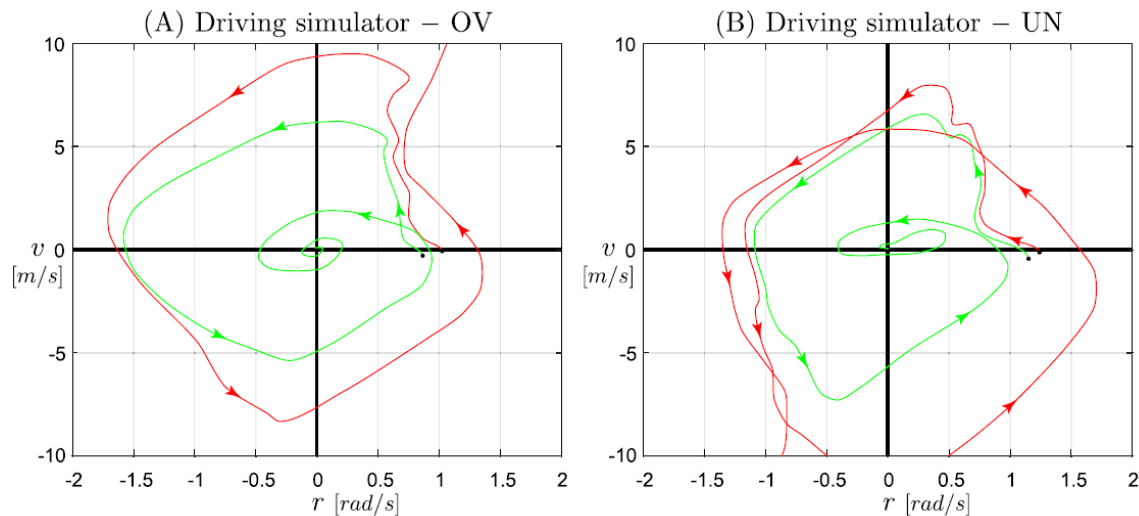 (A) Driving simulator – OV
10
5
v 0
[m/s]
-5
-10
-2 -1.5 -1 -0.5 0 0.5 1 1.5 2
r [rad/s]
(B) Driving simulator – UN
10
5
v 0
[m/s]
-5
-10
-2 -1.5 -1 -0.5 0 0.5 1 1.5 2
r [rad/s]